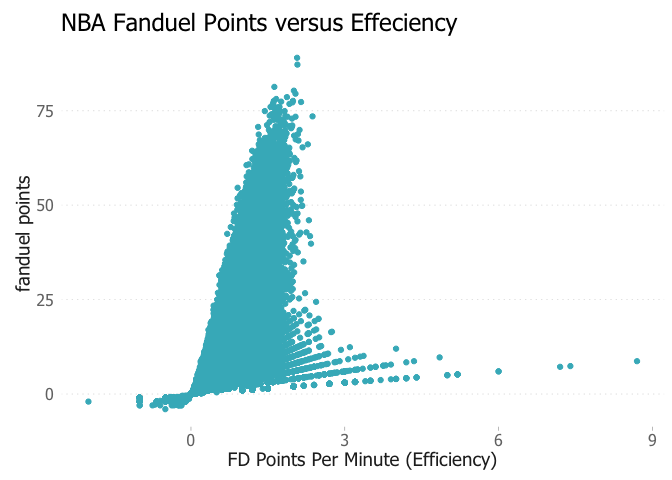 NBA Fanduel Points versus Effeciency
75
50
25
0
fanduel points
0 3 6 9
FD Points Per Minute (Efficiency)